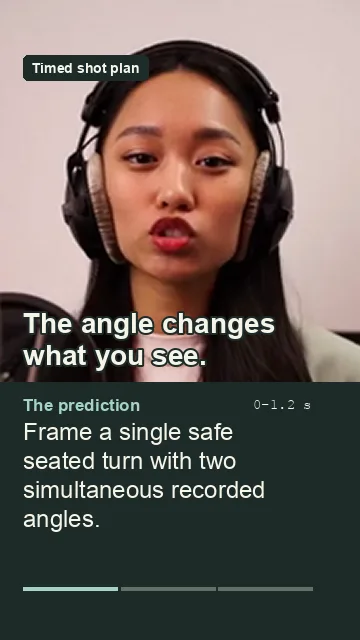 Timed shot plan
The angle changes
what you see.
The prediction
0–1.2 s
Frame a single safe
seated turn with two
simultaneous recorded
angles.